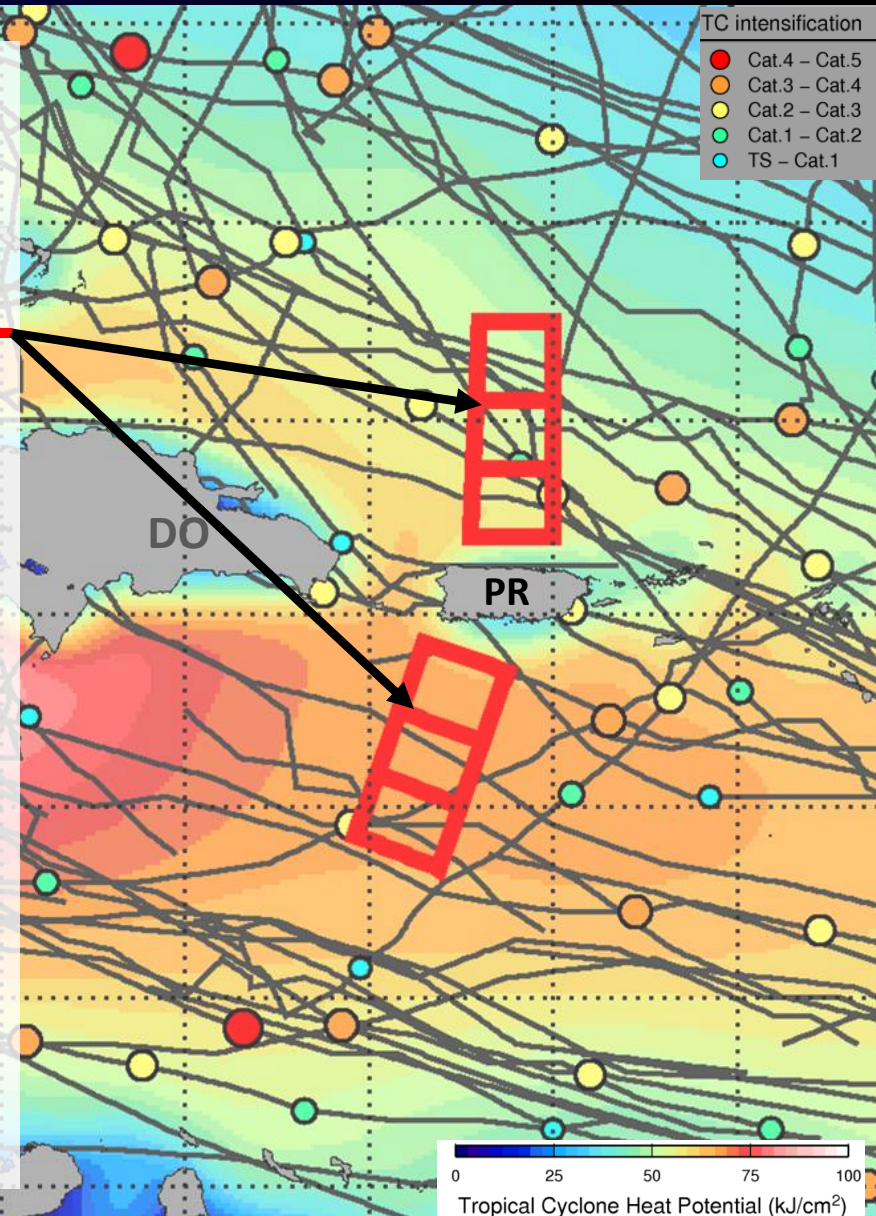 TC intensification
Cat.4 – Cat.5
Cat.3 – Cat.4
Cat.2 – Cat.3
Cat.1 – Cat.2
TS – Cat.1
DO
PR
0 25 50 75 100
Tropical Cyclone Heat Potential (kJ/cm²)